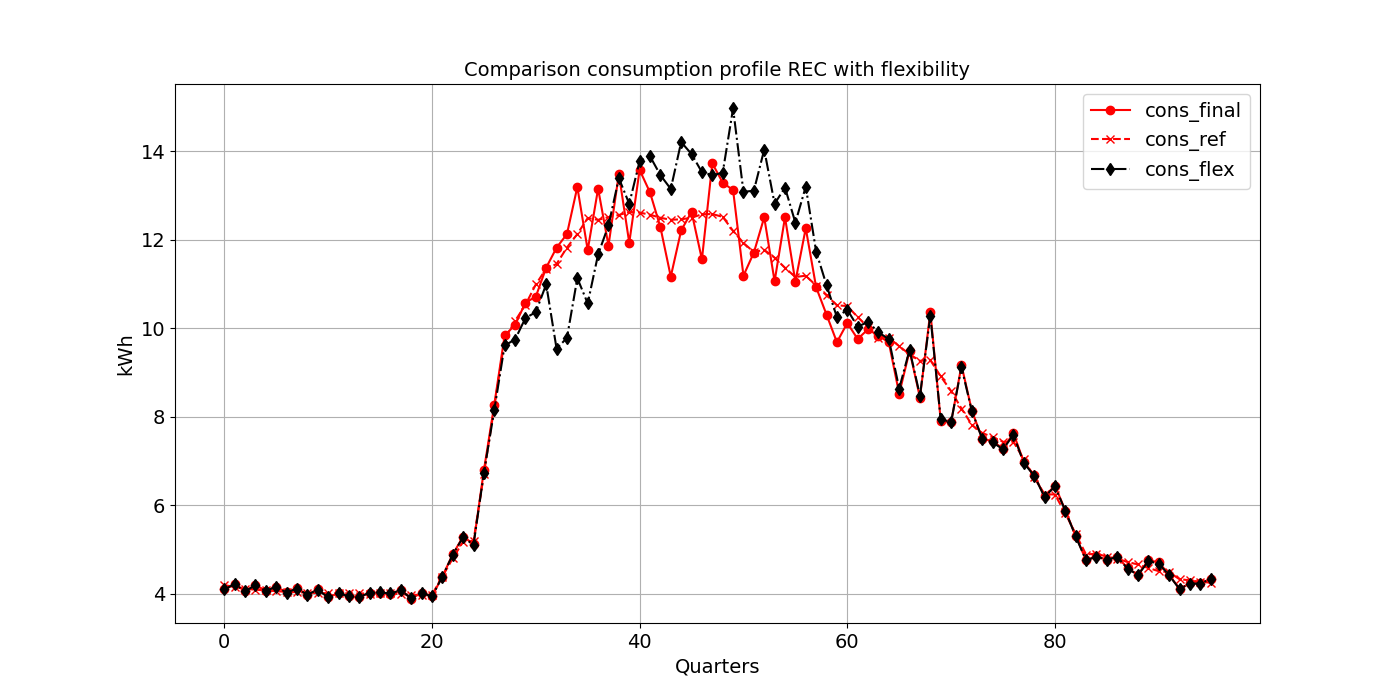 Comparison consumption profile REC with flexibility
cons_final
cons_ref
cons_flex
14
12
10
8
6
4
kWh
0 20 40 60 80
Quarters